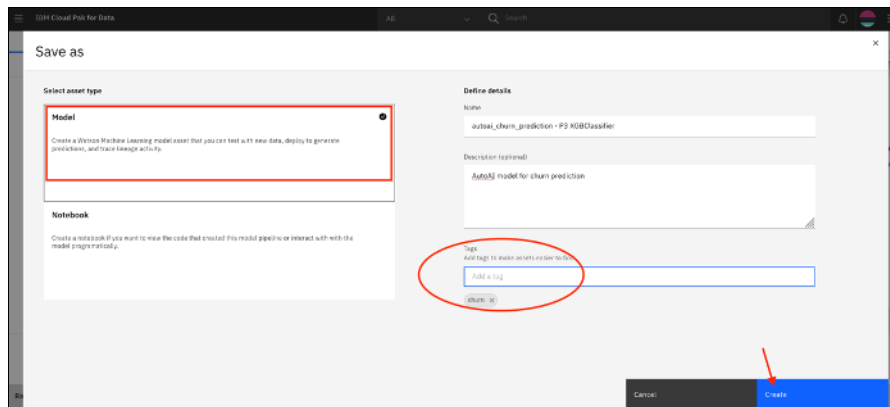 IBM Cloud Pak for Data
All
Search
Save as
Select asset type
Model
Create a Watson Machine Learning model asset that you can test with new data, deploy to generate
predictions, and trace lineage activity.
Notebook
Create a notebook if you want to view the code that created this model pipeline or interact with with the
model programatically.
Define details
Name
autoai_churn_prediction - P3 XGBClassifier
Description (optional)
AutoAI model for churn prediction
Tags
Add tags to make assets easier to find.
Add a tag
churn ×
Cancel
Create